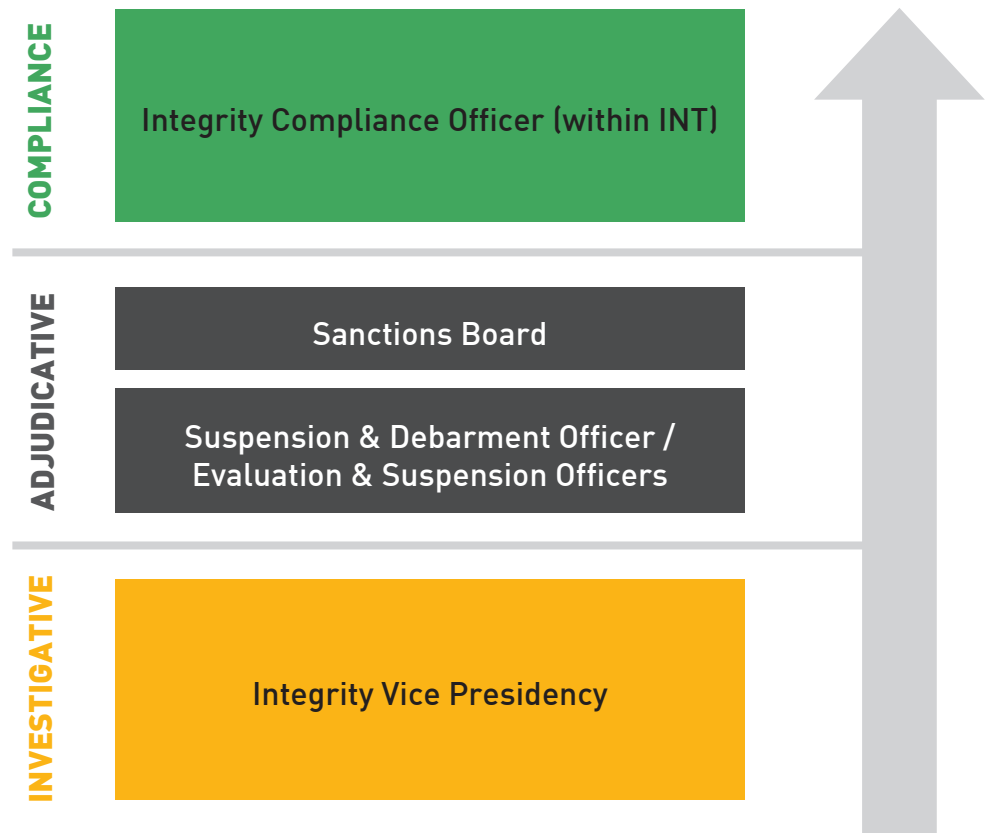 COMPLIANCE
Integrity Compliance Officer (within INT)
ADJUDICATIVE
Sanctions Board
Suspension & Debarment Officer /
Evaluation & Suspension Officers
INVESTIGATIVE
Integrity Vice Presidency